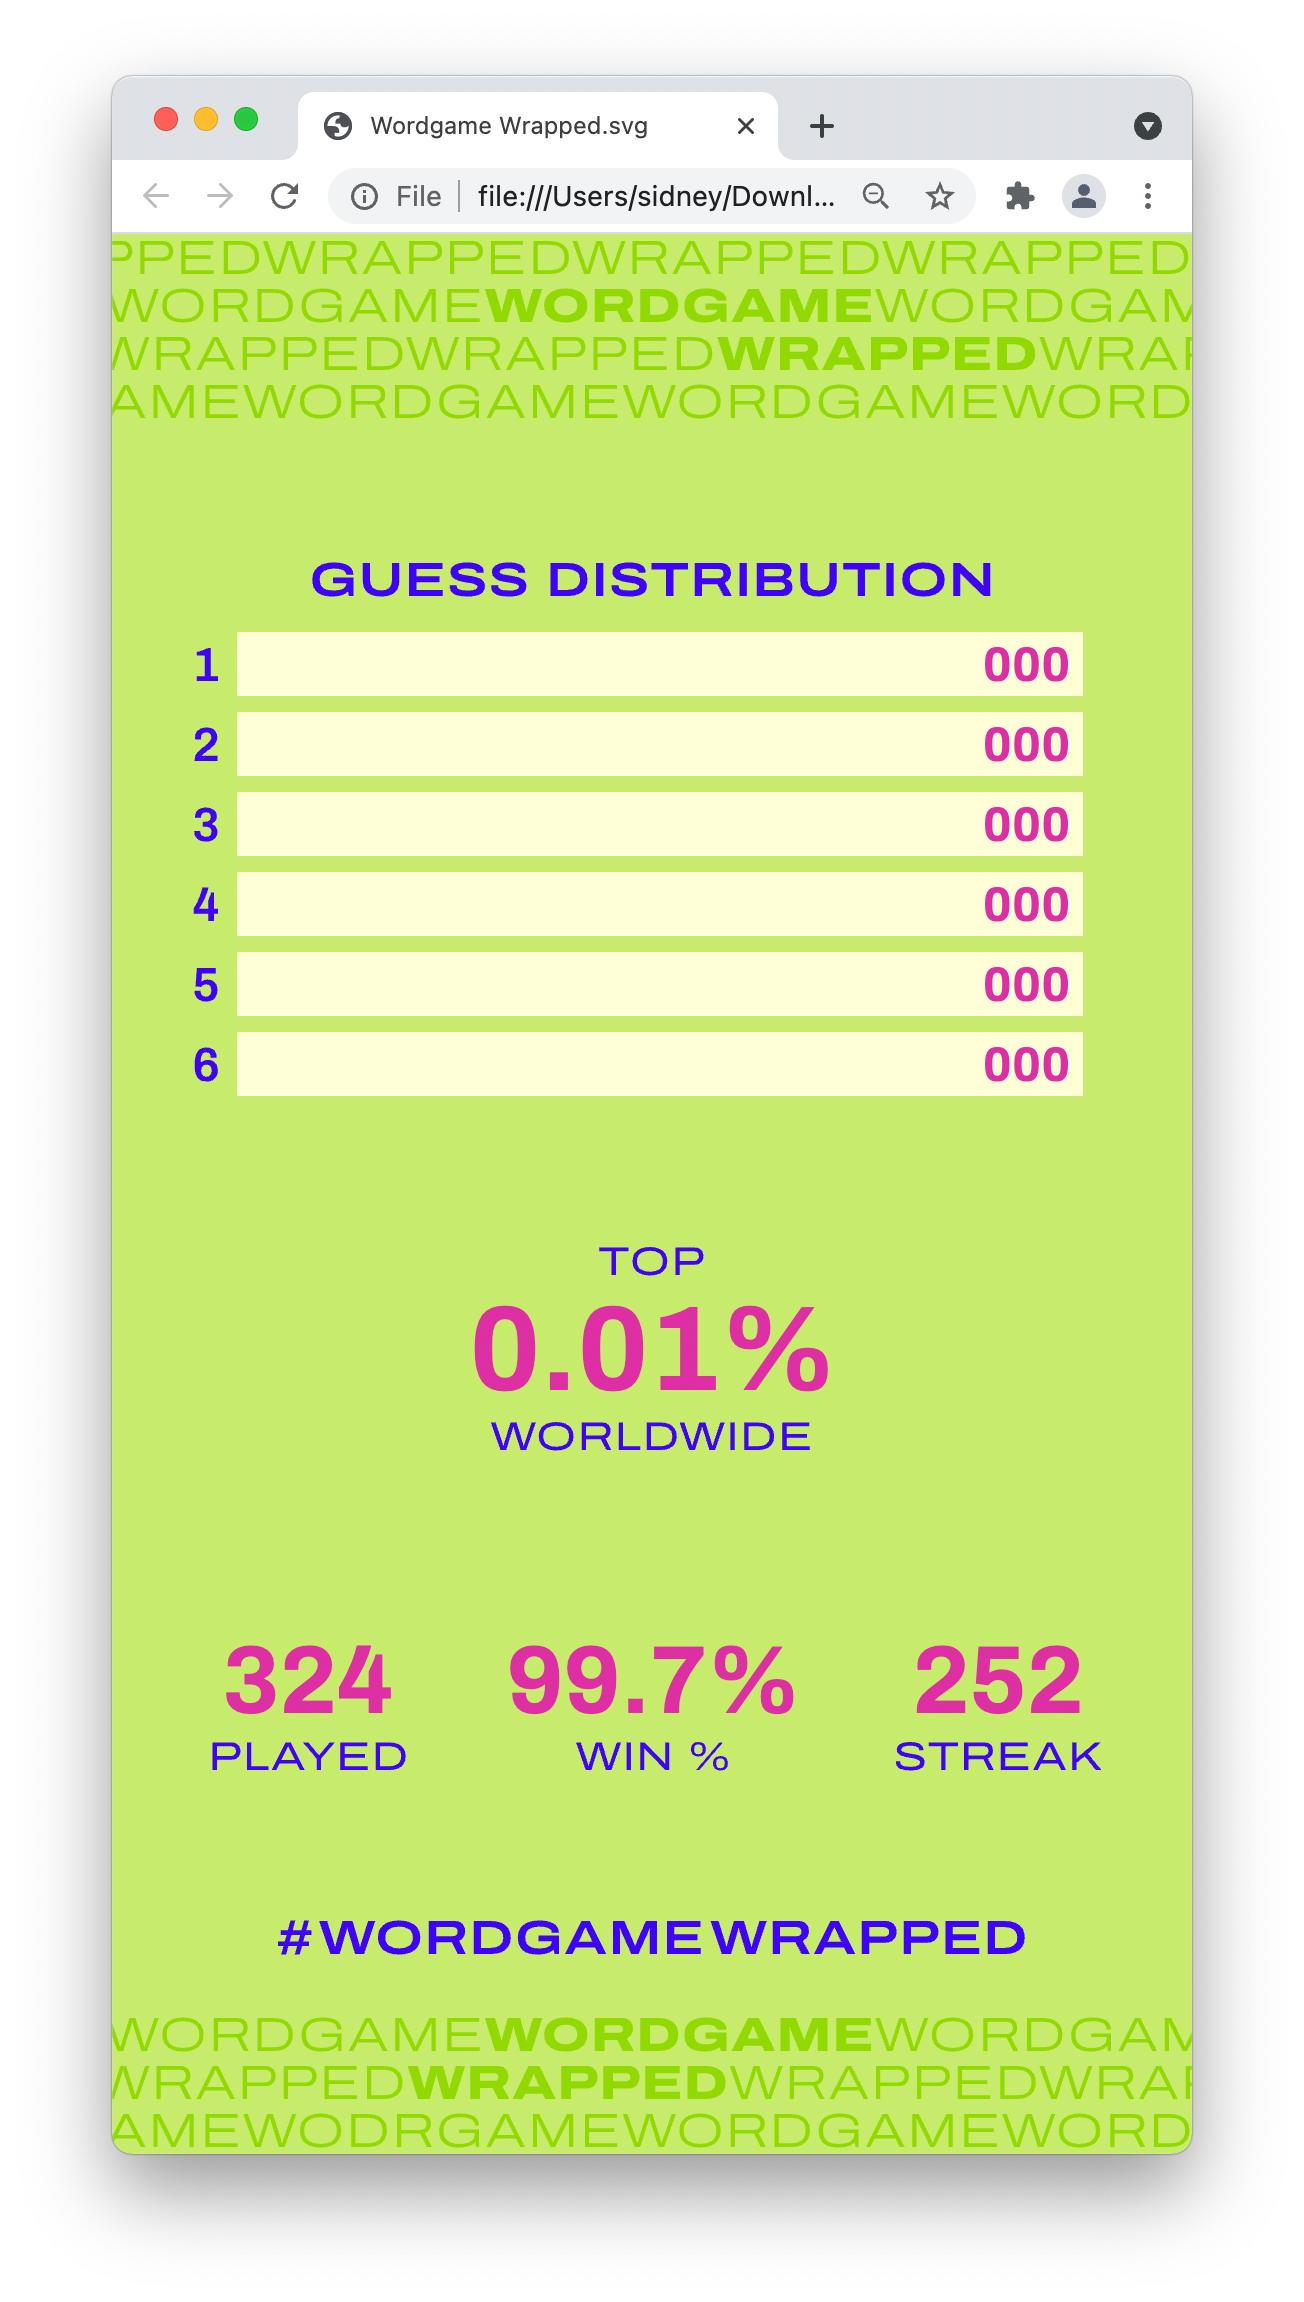 Wordgame Wrapped.svg
File file:///Users/sidney/Downl...
PPEDWRAPPEDWRAPPEDWRAPPED
WORDGAMEWORDGAMEWORDGAM
WRAPPEDWRAPPEDWRAPPEDWRAP
AMEWORDGAMEWORDGAMEWORD
GUESS DISTRIBUTION
1 000
2 000
3 000
4 000
5 000
6 000
TOP
0.01%
WORLDWIDE
324 99.7% 252
PLAYED WIN % STREAK
#WORDGAMEWRAPPED
WORDGAMEWORDGAMEWORDGAM
WRAPPEDWRAPPEDWRAPPEDWRAP
AMEWODRGAMEWORDGAMEWORD